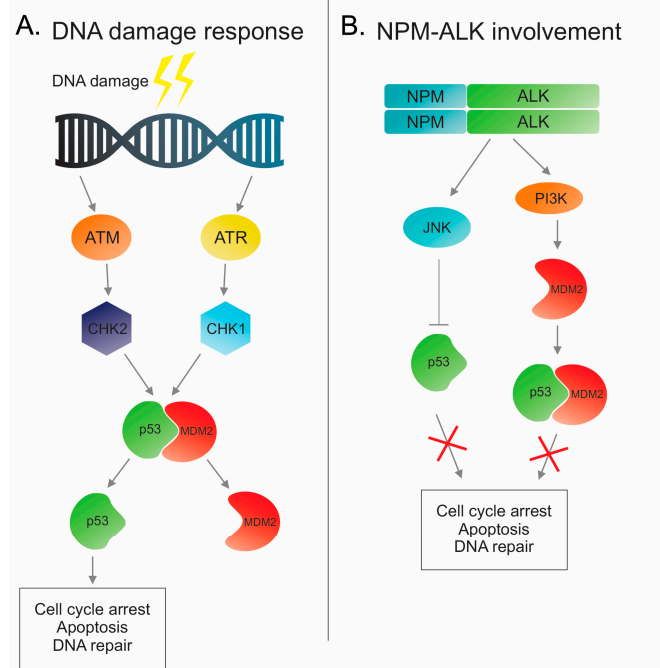 A. DNA damage response
DNA damage
ATM
ATR
CHK2
CHK1
p53
MDM2
p53
MDM2
Cell cycle arrest
Apoptosis
DNA repair
B. NPM-ALK involvement
NPM
ALK
NPM
ALK
JNK
PI3K
MDM2
p53
p53
MDM2
Cell cycle arrest
Apoptosis
DNA repair